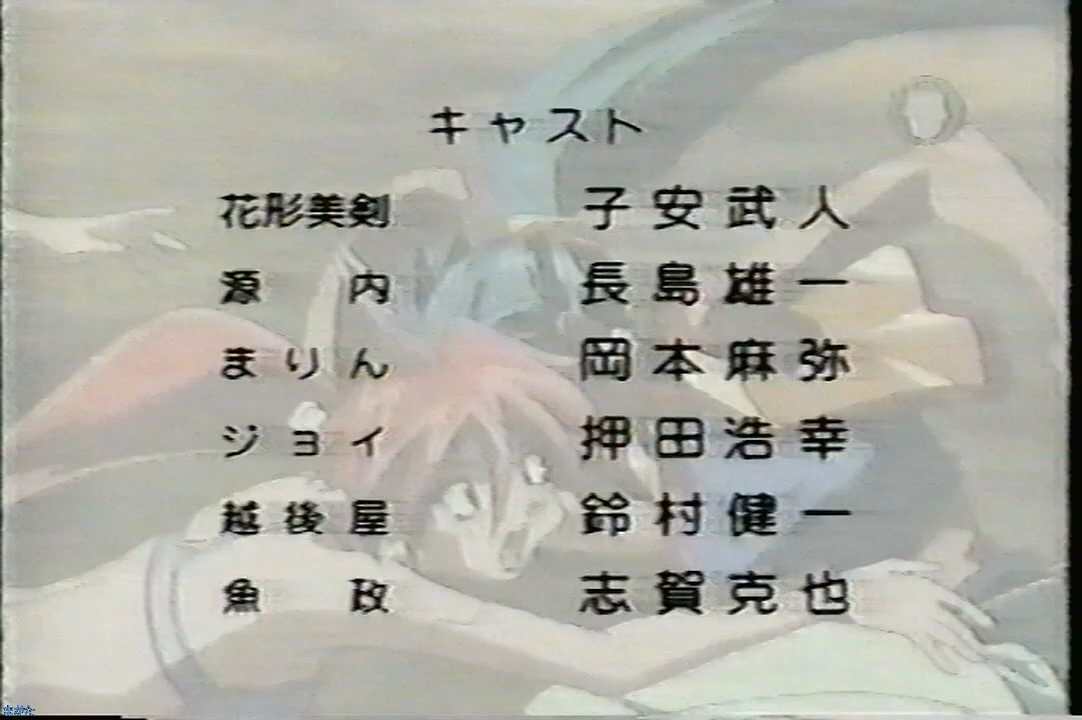 キャスト
花形美剣 子安武人
源内 長島雄一
まりん 岡本麻弥
ジョイ 押田浩幸
越後屋 鈴村健一
魚政 志賀克也